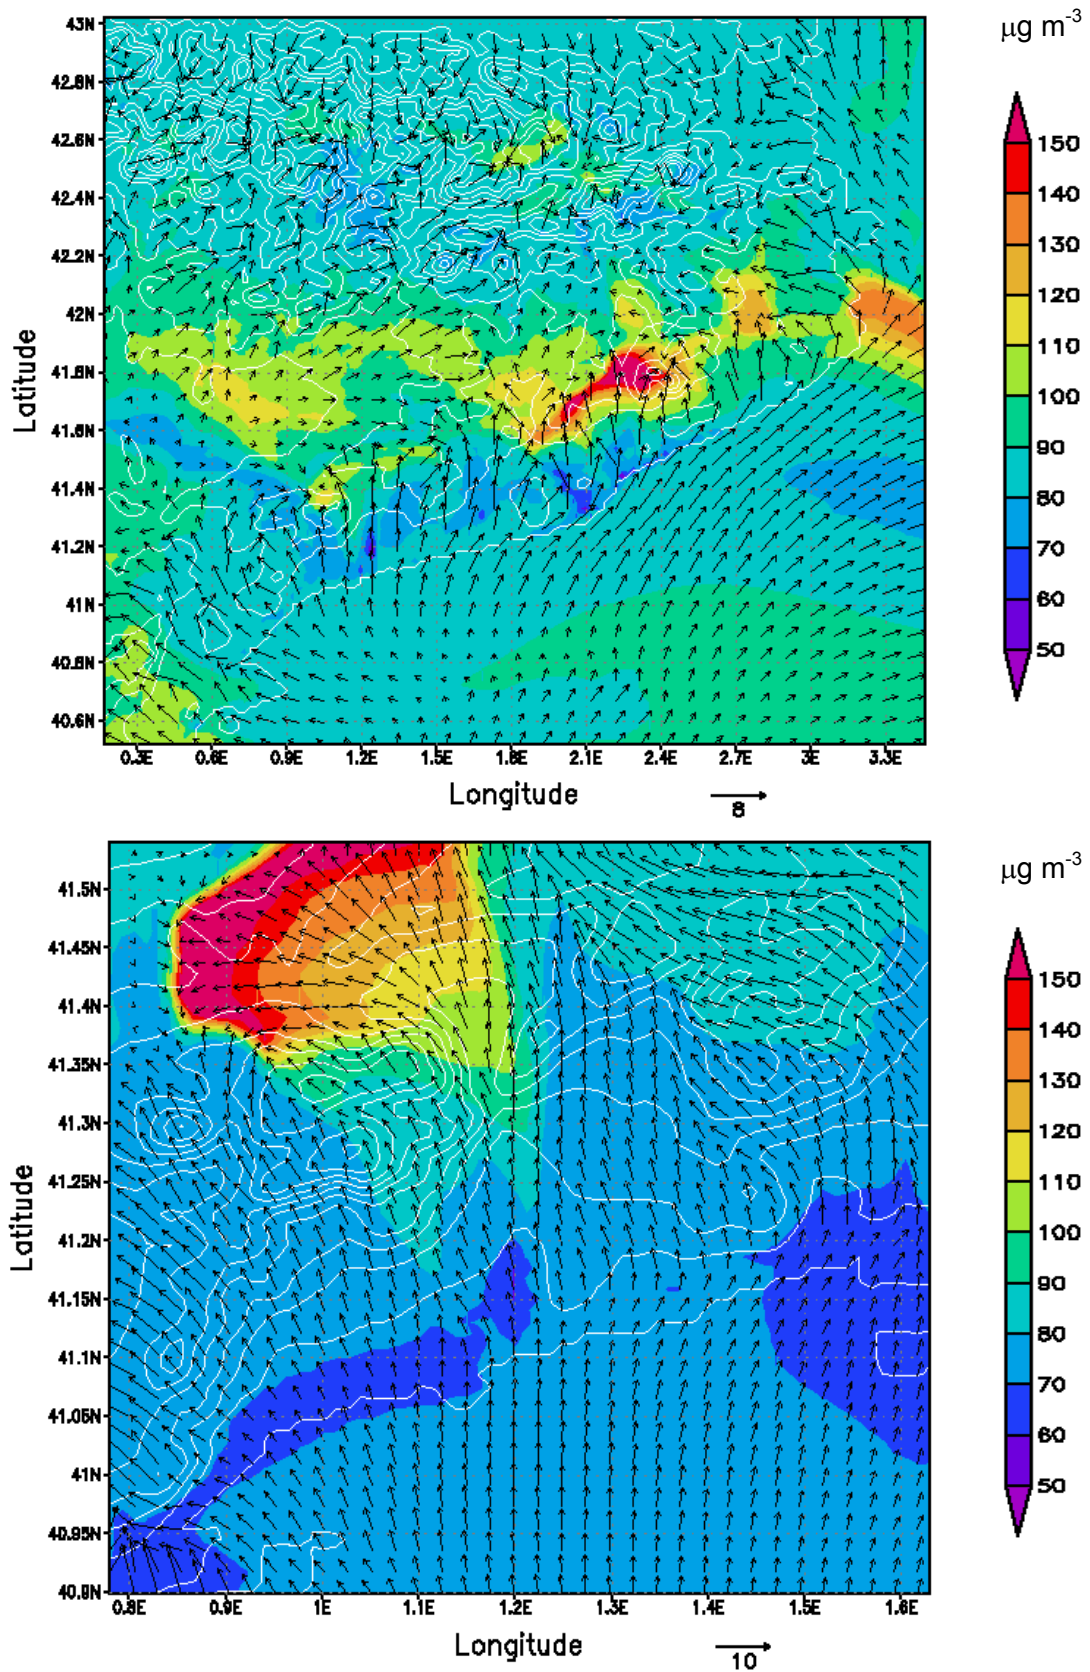 μg m-3
43N
42.8N
42.6N
42.4N
42.2N
42N
41.8N
41.6N
41.4N
41.2N
41N
40.8N
40.6N
Latitude
0.3E 0.6E 0.9E 1.2E 1.5E 1.8E 2.1E 2.4E 2.7E 3E 3.3E
Longitude
8
150
140
130
120
110
100
90
80
70
60
50
μg m-3
41.5N
41.45N
41.4N
41.35N
41.3N
41.25N
41.2N
41.15N
41.1N
41.05N
41N
40.95N
40.9N
Latitude
0.8E 0.9E 1E 1.1E 1.2E 1.3E 1.4E 1.5E 1.6E
Longitude
10
150
140
130
120
110
100
90
80
70
60
50